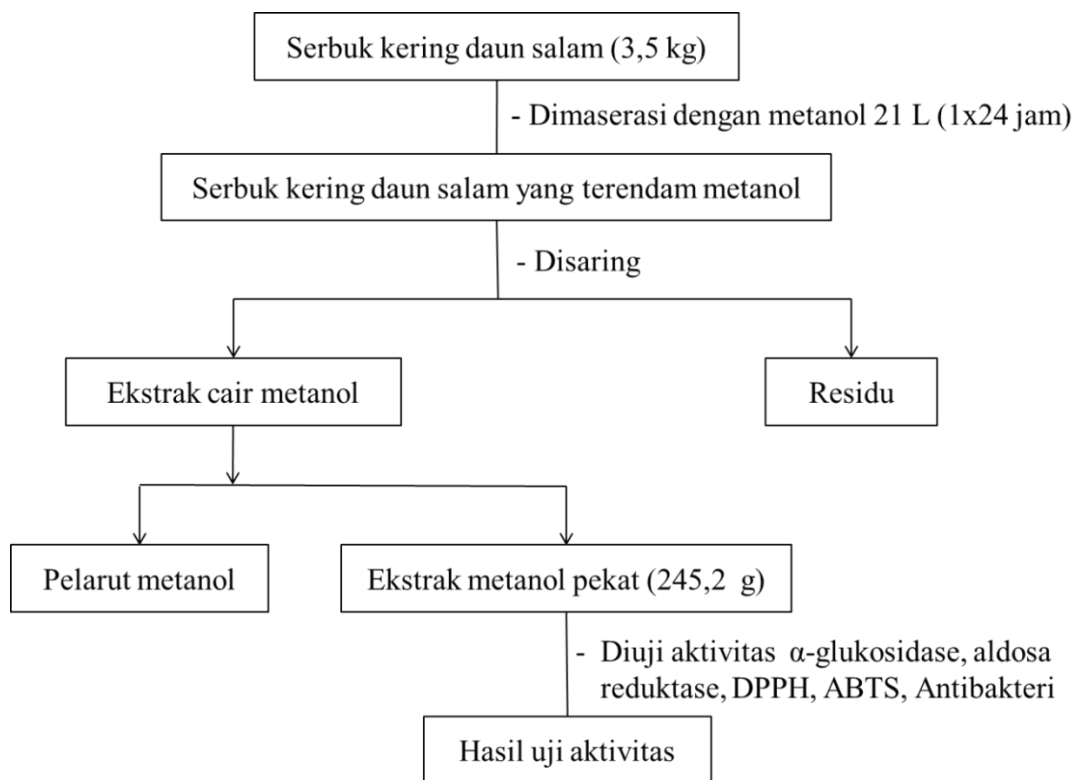 Serbuk kering daun salam (3,5 kg)
- Dimaserasi dengan metanol 21 L (1x24 jam)
Serbuk kering daun salam yang terendam metanol
- Disaring
Ekstrak cair metanol
Residu
Pelarut metanol
Ekstrak metanol pekat (245,2 g)
- Diuji aktivitas α-glukosidase, aldosa
reduktase, DPPH, ABTS, Antibakteri
Hasil uji aktivitas